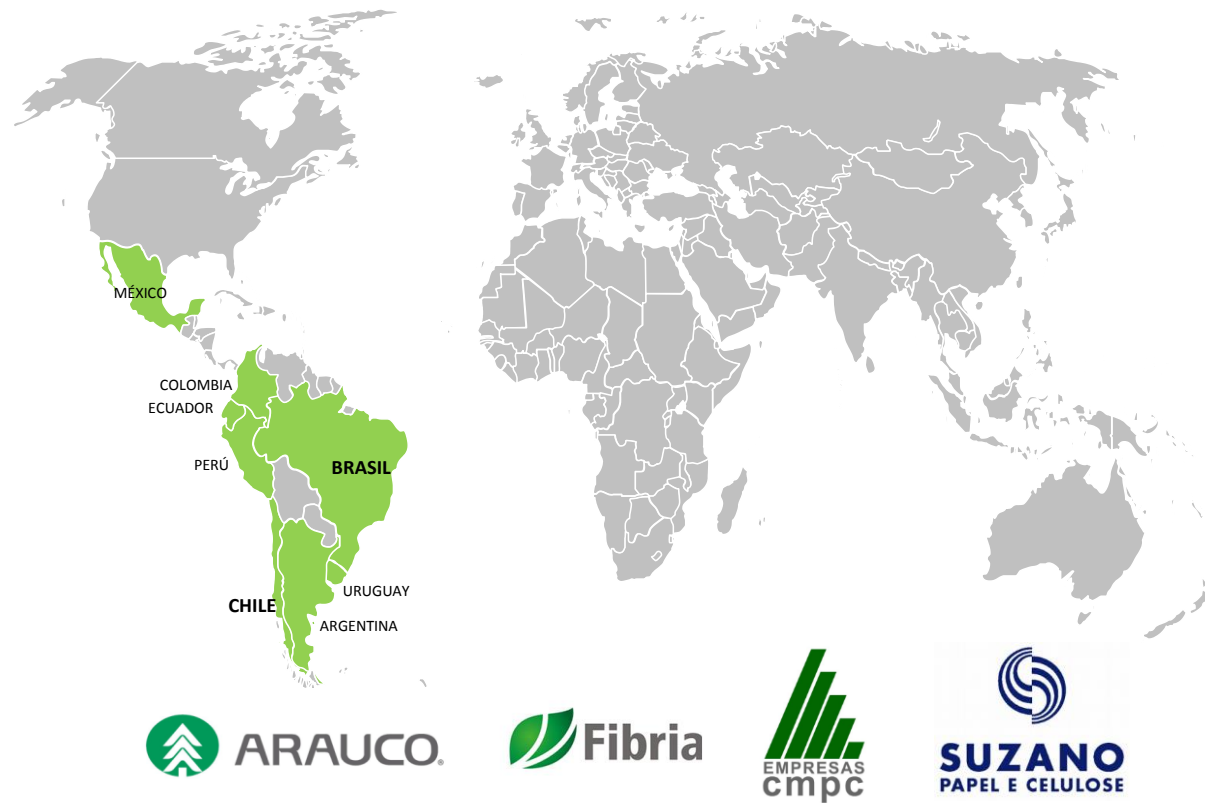 MÉXICO
COLOMBIA
ECUADOR
PERÚ
BRASIL
URUGUAY
CHILE
ARGENTINA
ARAUCO
Fibria
EMPRESAS
cmpc
SUZANO
PAPEL E CELULOSE